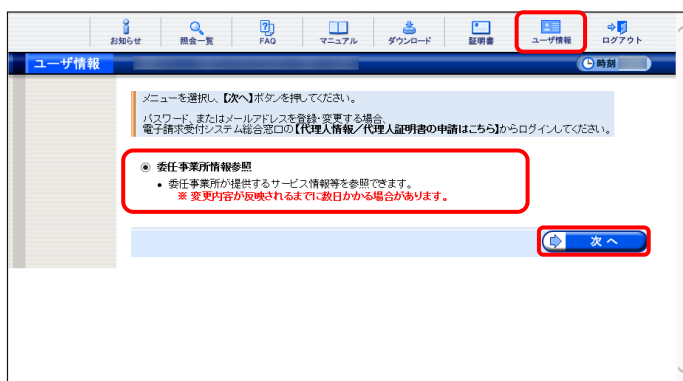 お知らせ 照会一覧 FAQ マニュアル ダウンロード 証明書 ユーザ情報 ログアウト
ユーザ情報 時刻
メニューを選択し、【次へ】ボタンを押してください。
パスワード、またはメールアドレスを登録・変更する場合、
電子請求受付システム総合窓口の【代理人情報／代理人証明書の申請はこちら】からログインしてください。
委任事業所情報参照
• 委任事業所が提供するサービス情報等を参照できます。
※ 変更内容が反映されるまでに数日かかる場合があります。
次へ